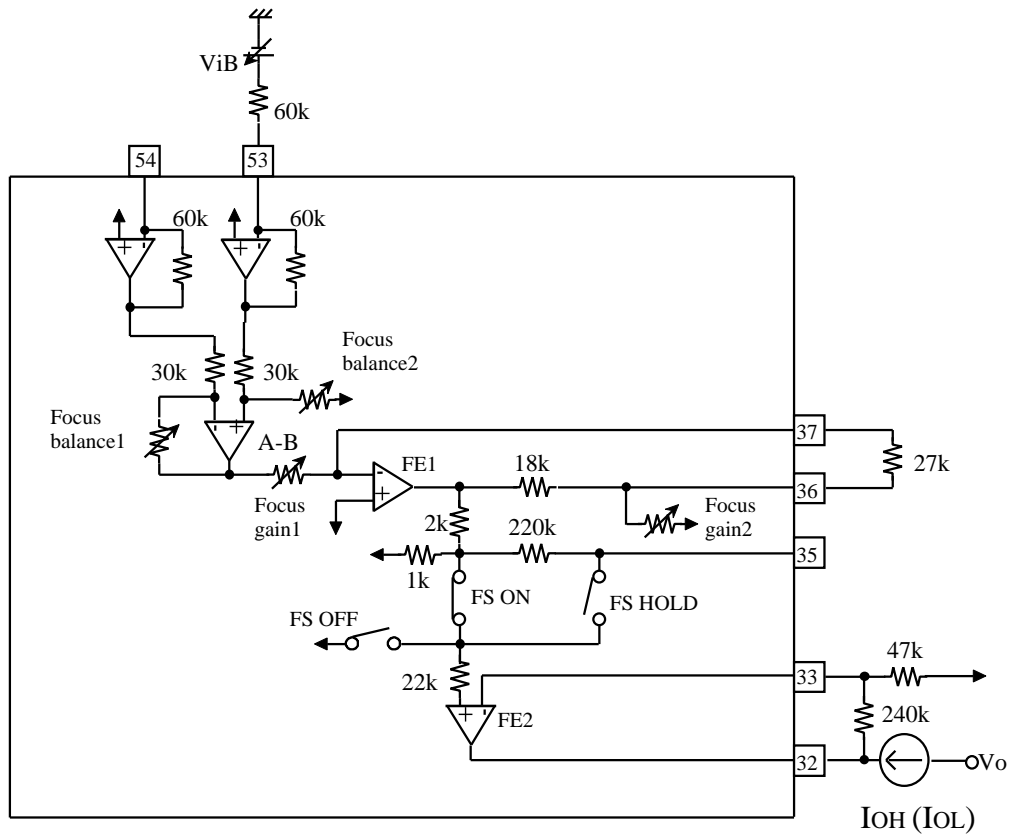 ViB
60k
54
53
60k
60k
+
-
+
-
Focus
balance2
30k
30k
Focus
balance1
-
+
A-B
37
FE1
18k
27k
-
+
36
Focus
gain1
2k
Focus
gain2
220k
35
1k
FS ON
FS HOLD
FS OFF
47k
33
22k
240k
+
-
FE2
32
Vo
IOH (IOL)